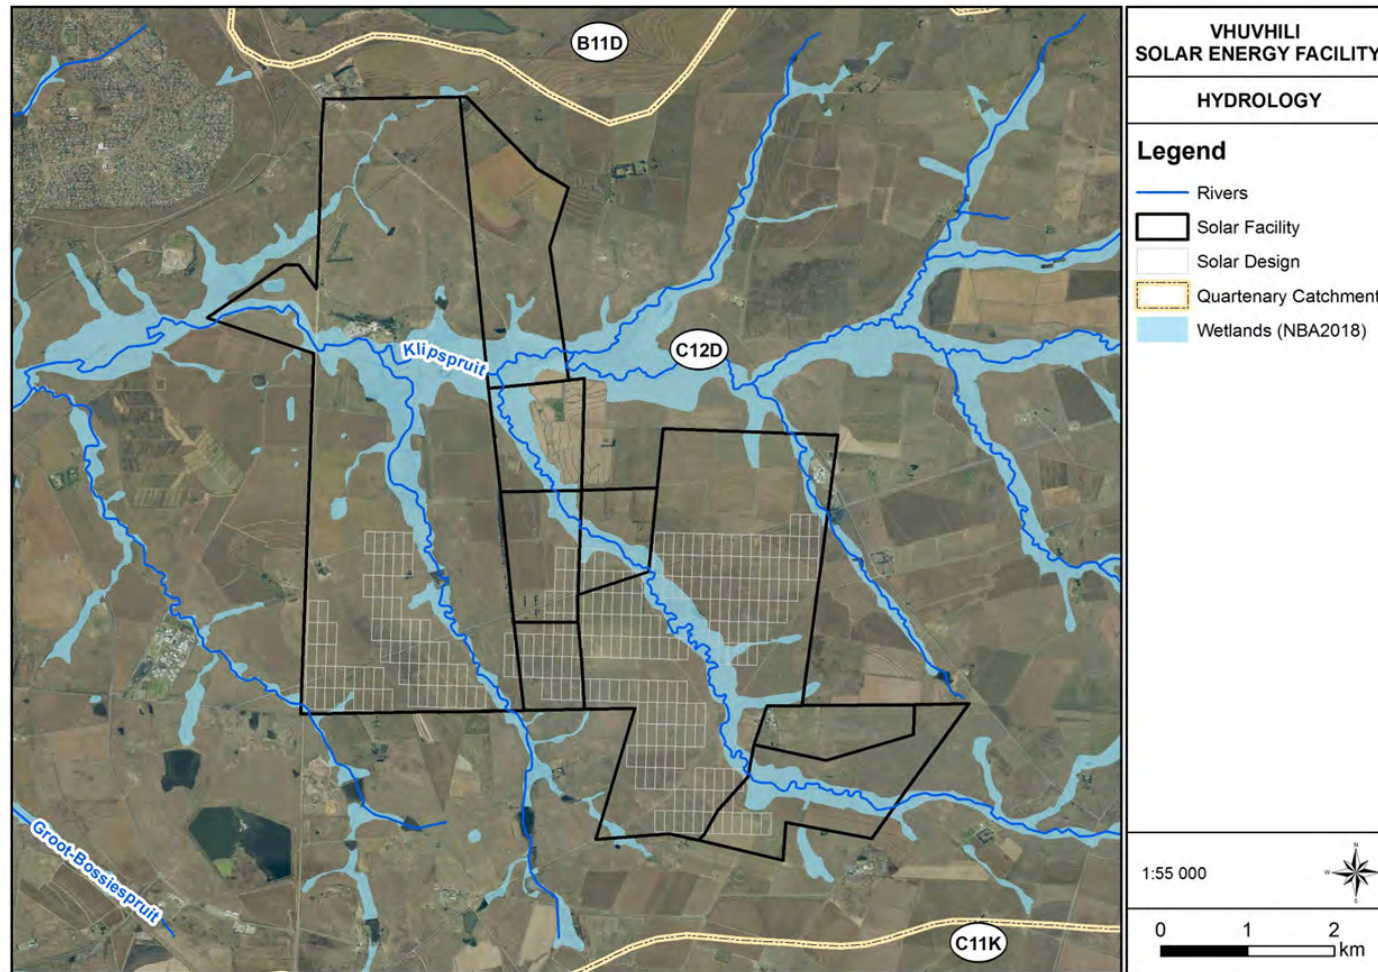 B11D
C12D
Klipspruit
Groot-Bossiespruit
C11K
VHUVHILI
SOLAR ENERGY FACILITY
HYDROLOGY
Legend
Rivers
Solar Facility
Solar Design
Quartenary Catchment
Wetlands (NBA2018)
1:55 000
N
W
S
0 1 2
km